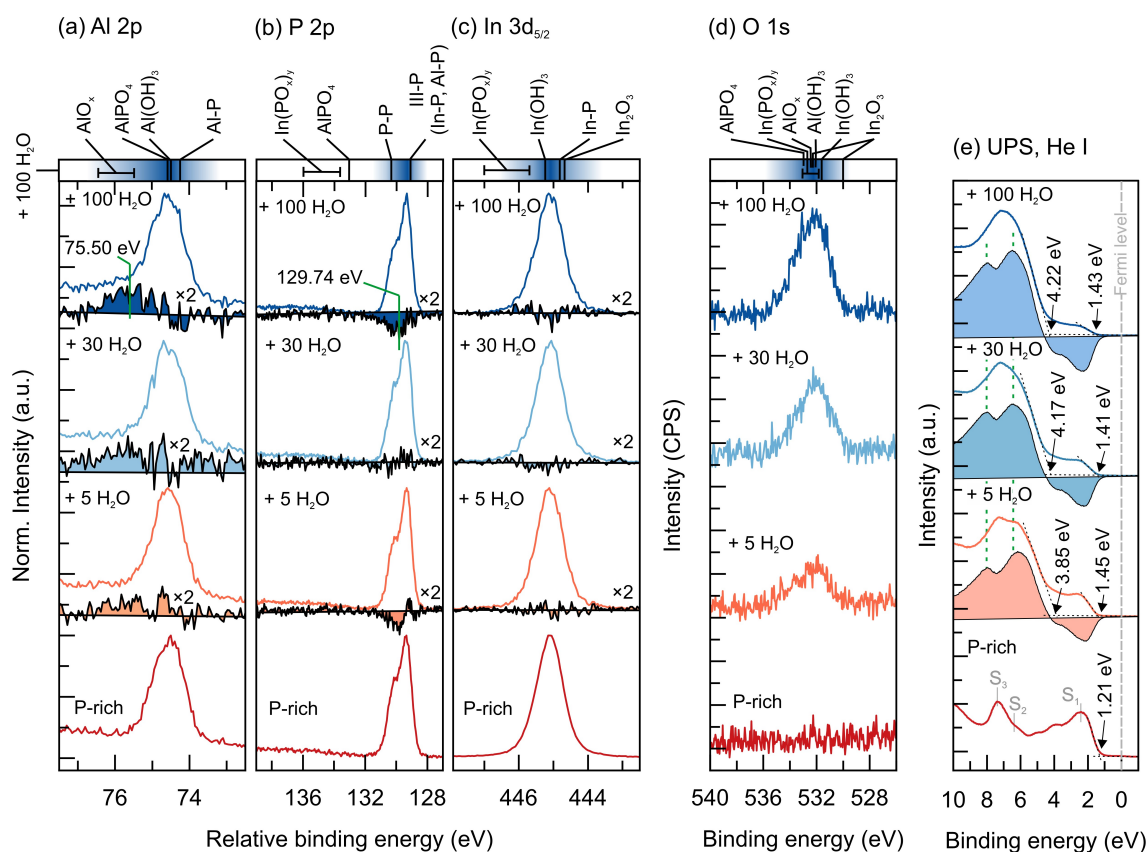 (a) Al 2p
(b) P 2p
(c) In 3d5/2
(d) O 1s
(e) UPS, He I
AlOx
AlPO4
Al(OH)3
Al-P
In(POx)y
AlPO4
P-P
III-P
(In-P, Al-P)
In(POx)y
In(OH)3
In-P
In2O3
AlPO4
In(POx)y
AlOx
Al(OH)3
In(OH)3
In2O3
+ 100 H2O
+ 100 H2O
75.50 eV
×2
+ 30 H2O
×2
+ 5 H2O
×2
P-rich
76
74
+ 100 H2O
129.74 eV
×2
+ 30 H2O
×2
+ 5 H2O
×2
P-rich
136
132
128
+ 100 H2O
×2
+ 30 H2O
×2
+ 5 H2O
×2
P-rich
446
444
Norm. Intensity (a.u.)
Relative binding energy (eV)
+ 100 H2O
+ 30 H2O
+ 5 H2O
P-rich
540
536
532
528
Intensity (CPS)
Binding energy (eV)
+ 100 H2O
4.22 eV
1.43 eV
Fermi level
+ 30 H2O
4.17 eV
1.41 eV
+ 5 H2O
3.85 eV
1.45 eV
P-rich
S3
S2
S1
1.21 eV
10
8
6
4
2
0
Intensity (a.u.)
Binding energy (eV)